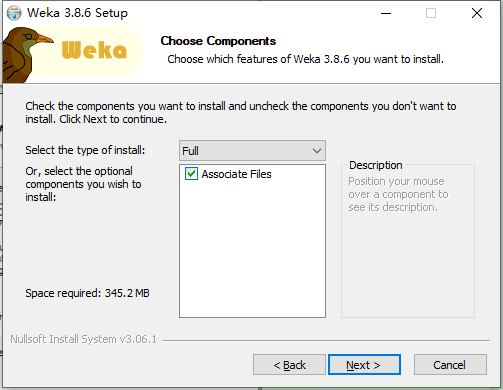 Weka 3.8.6 Setup
Weka
Choose Components
Choose which features of Weka 3.8.6 you want to install.
Check the components you want to install and uncheck the components you don't want to
install. Click Next to continue.
Select the type of install:
Full
Or, select the optional
components you wish to
install:
Associate Files
Description
Position your mouse
over a component to
see its description.
Space required: 345.2 MB
Nullsoft Install System v3.06.1
< Back
Next >
Cancel